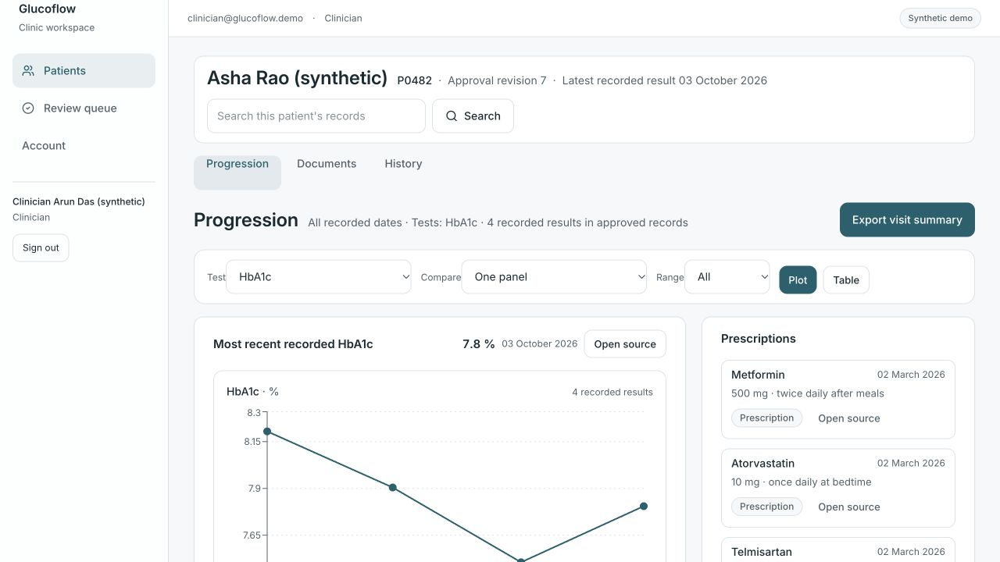 Glucoflow
Clinic workspace
Patients
Review queue
Account
Clinician Arun Das (synthetic)
Clinician
Sign out
clinician@glucoflow.demo · Clinician
Synthetic demo
Asha Rao (synthetic) P0482 · Approval revision 7 · Latest recorded result 03 October 2026
Search this patient's records
Search
Progression Documents History
Progression All recorded dates · Tests: HbA1c · 4 recorded results in approved records
Export visit summary
Test HbA1c Compare One panel Range All Plot Table
Most recent recorded HbA1c 7.8 % 03 October 2026 Open source
HbA1c · % 4 recorded results
8.3
8.15
7.9
7.65
Prescriptions
Metformin 02 March 2026
500 mg · twice daily after meals
Prescription Open source
Atorvastatin 02 March 2026
10 mg · once daily at bedtime
Prescription Open source
Telmisartan 02 March 2026